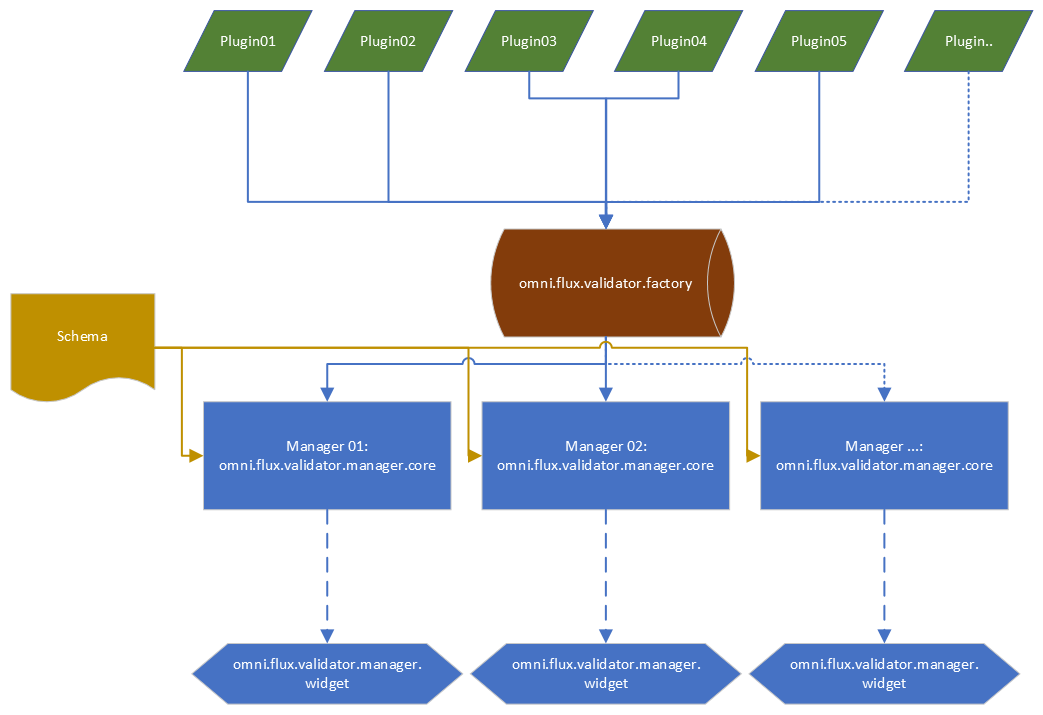 Plugin01
Plugin02
Plugin03
Plugin04
Plugin05
Plugin..
omni.flux.validator.factory
Schema
Manager 01:
omni.flux.validator.manager.core
Manager 02:
omni.flux.validator.manager.core
Manager ...:
omni.flux.validator.manager.core
omni.flux.validator.manager.
widget
omni.flux.validator.manager.
widget
omni.flux.validator.manager.
widget